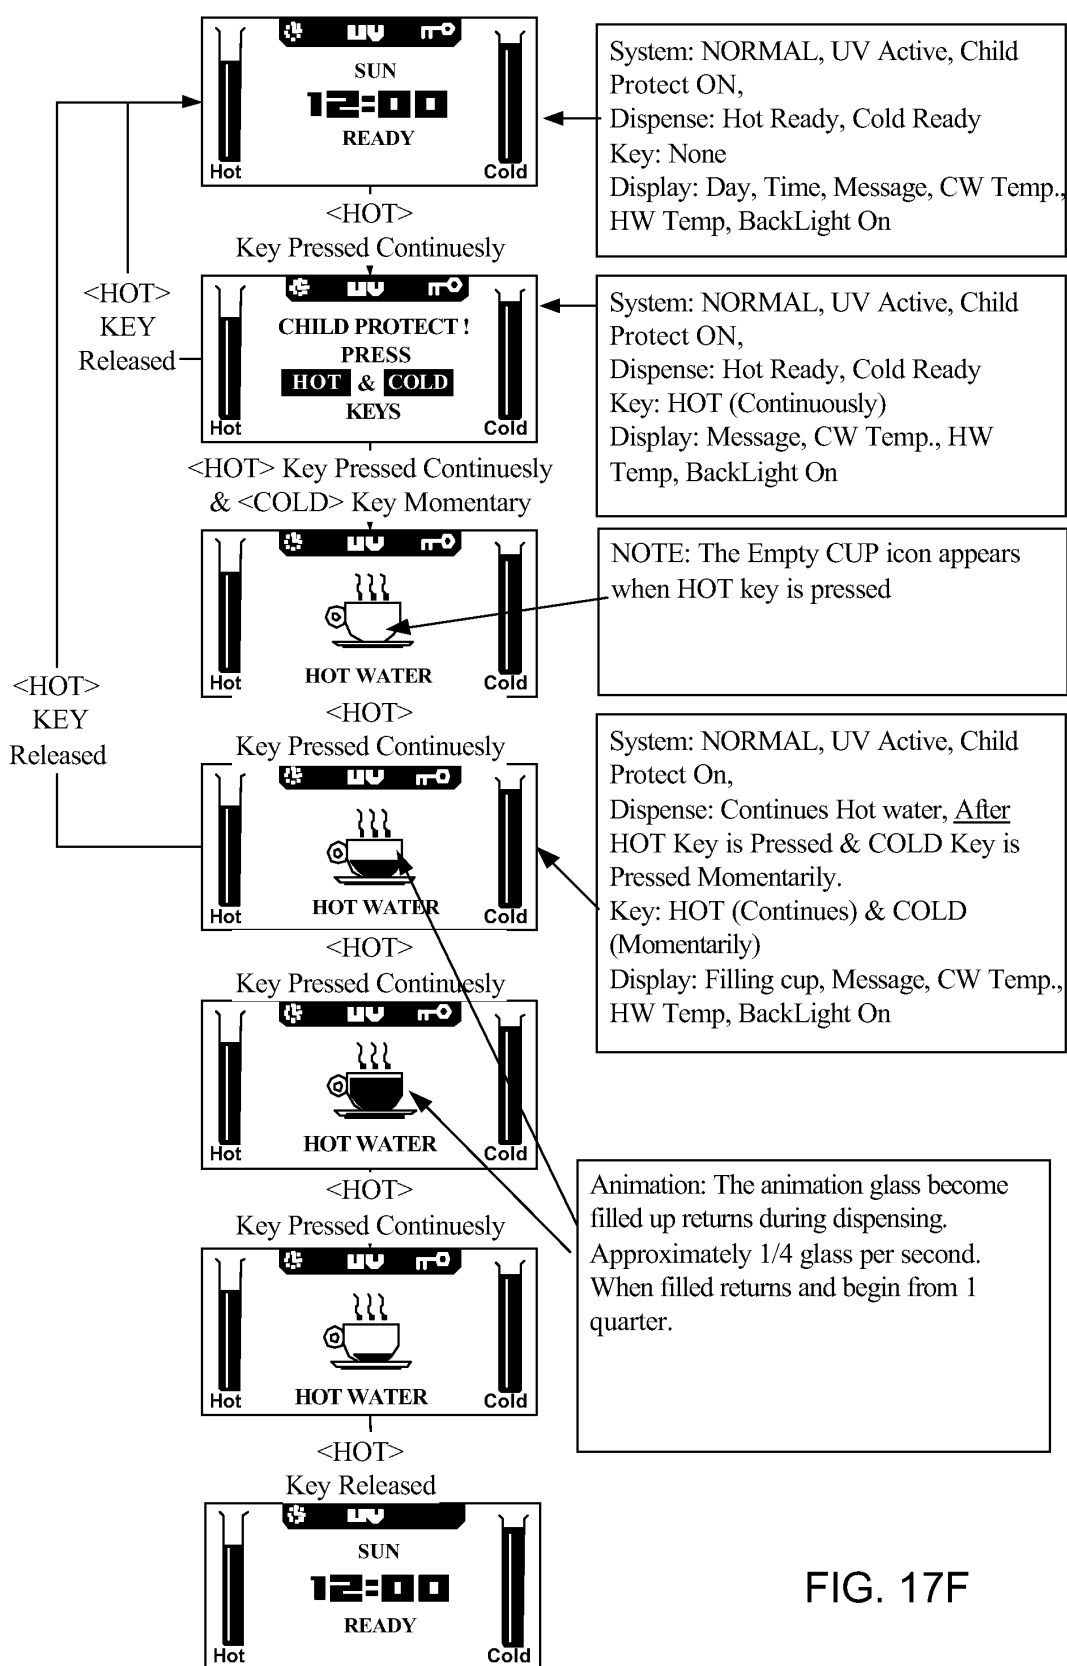 UV
SUN
12:00
READY
Hot
Cold
System: NORMAL, UV Active, Child
Protect ON,
Dispense: Hot Ready, Cold Ready
Key: None
Display: Day, Time, Message, CW Temp.,
HW Temp, BackLight On
<HOT>
Key Pressed Continuesly
<HOT>
KEY
Released
UV
CHILD PROTECT !
PRESS
HOT & COLD
KEYS
Hot
Cold
System: NORMAL, UV Active, Child
Protect ON,
Dispense: Hot Ready, Cold Ready
Key: HOT (Continuously)
Display: Message, CW Temp., HW
Temp, BackLight On
<HOT> Key Pressed Continuesly
& <COLD> Key Momentary
UV
HOT WATER
Hot
Cold
NOTE: The Empty CUP icon appears
when HOT key is pressed
<HOT>
KEY
Released
<HOT>
Key Pressed Continuesly
UV
HOT WATER
Hot
Cold
System: NORMAL, UV Active, Child
Protect On,
Dispense: Continues Hot water, After
HOT Key is Pressed & COLD Key is
Pressed Momentarily.
Key: HOT (Continues) & COLD
(Momentarily)
Display: Filling cup, Message, CW Temp.,
HW Temp, BackLight On
<HOT>
Key Pressed Continuesly
UV
HOT WATER
Hot
Cold
Animation: The animation glass become
filled up returns during dispensing.
Approximately 1/4 glass per second.
When filled returns and begin from 1
quarter.
<HOT>
Key Pressed Continuesly
UV
HOT WATER
Hot
Cold
<HOT>
Key Released
UV
SUN
12:00
READY
Hot
Cold
FIG. 17F